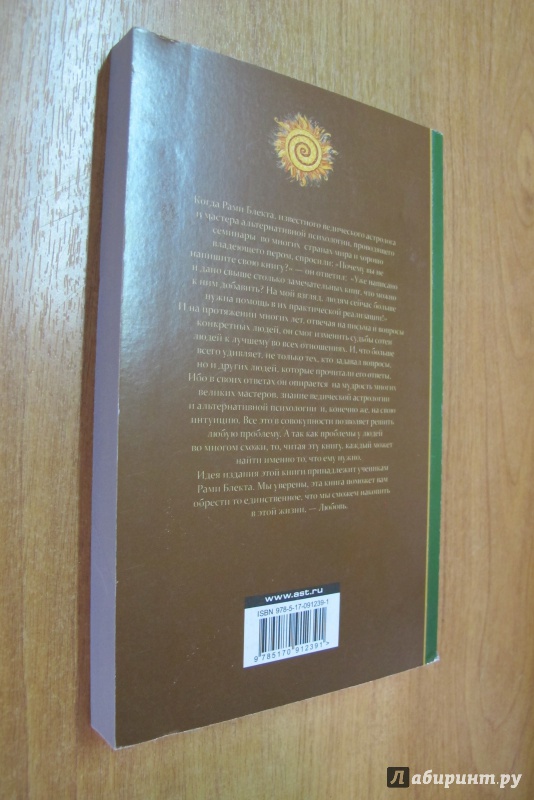 Когда Рами Блекта, известного ведического астролога
и мастера альтернативной психологии, проводящего
семинары во многих странах мира и хорошо
владеющего пером, спросили: «Почему вы не
напишите свою книгу?» — он ответил: «Уже написано
и дано свыше столько замечательных книг, что можно
к ним добавить? На мой взгляд, людям сейчас больше
нужна помощь в их практической реализации!»
И на протяжении многих лет, отвечая на письма и вопросы
конкретных людей, он смог изменить судьбы сотен
людей к лучшему во всех отношениях. И, что больше
всего удивляет, не только тех, кто задавал вопросы,
но и других людей, которые прочитали его ответы.
Ибо в своих ответах он опирается на мудрость многих
великих мастеров, знание ведической астрологии
и альтернативной психологии и, конечно же, на свою
интуицию. Все это в совокупности позволяет решить
любую проблему. А так как проблемы у людей
во многом схожи, то, читая эту книгу, каждый может
найти именно то, что ему нужно.
Идея издания этой книги принадлежит ученикам
Рами Блекта. Мы уверены, эта книга поможет вам
обрести то единственное, что мы сможем накопить
в этой жизни, — Любовь.
www.ast.ru
ISBN 978-5-17-091239-1
9 785170 912391 >
Лабиринт.ру